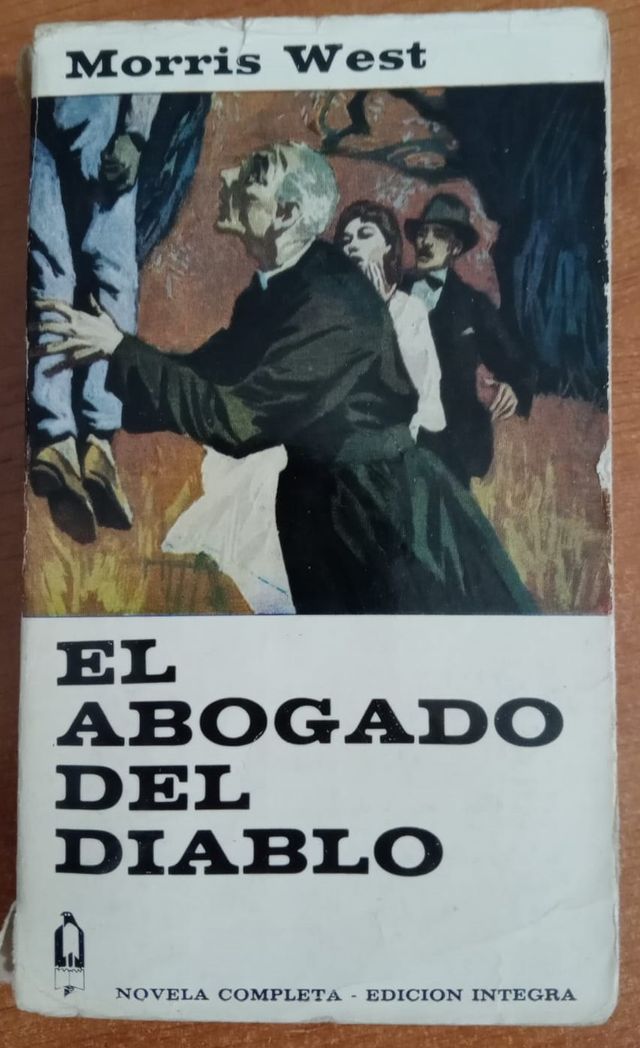 Morris West
EL
ABOGADO
DEL
DIABLO
NOVELA COMPLETA - EDICION INTEGRA